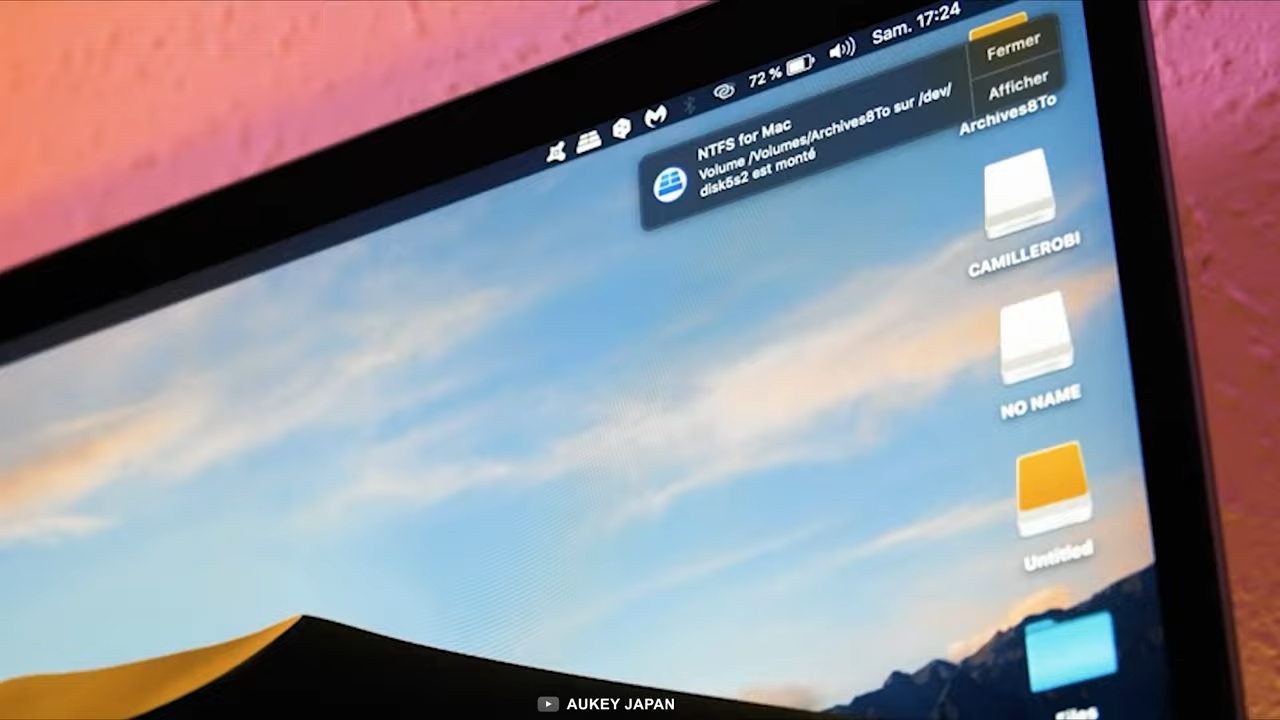 72 %
Sam. 17:24
NTFS for Mac
Volume /Volumes/Archives8To sur /dev/
disk5s2 est monté
Fermer
Afficher
Archives8To
CAMILLEROBI
NO NAME
Untitled
Files
AUKEY JAPAN